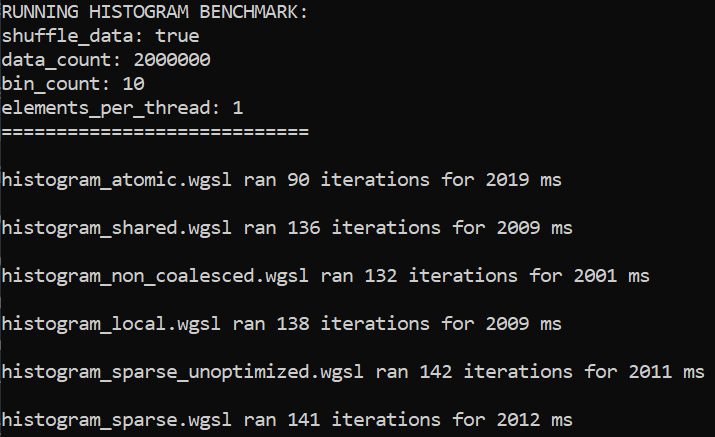 RUNNING HISTOGRAM BENCHMARK:
shuffle_data: true
data_count: 2000000
bin_count: 10
elements_per_thread: 1
============================
histogram_atomic.wgsl ran 90 iterations for 2019 ms
histogram_shared.wgsl ran 136 iterations for 2009 ms
histogram_non_coalesced.wgsl ran 132 iterations for 2001 ms
histogram_local.wgsl ran 138 iterations for 2009 ms
histogram_sparse_unoptimized.wgsl ran 142 iterations for 2011 ms
histogram_sparse.wgsl ran 141 iterations for 2012 ms